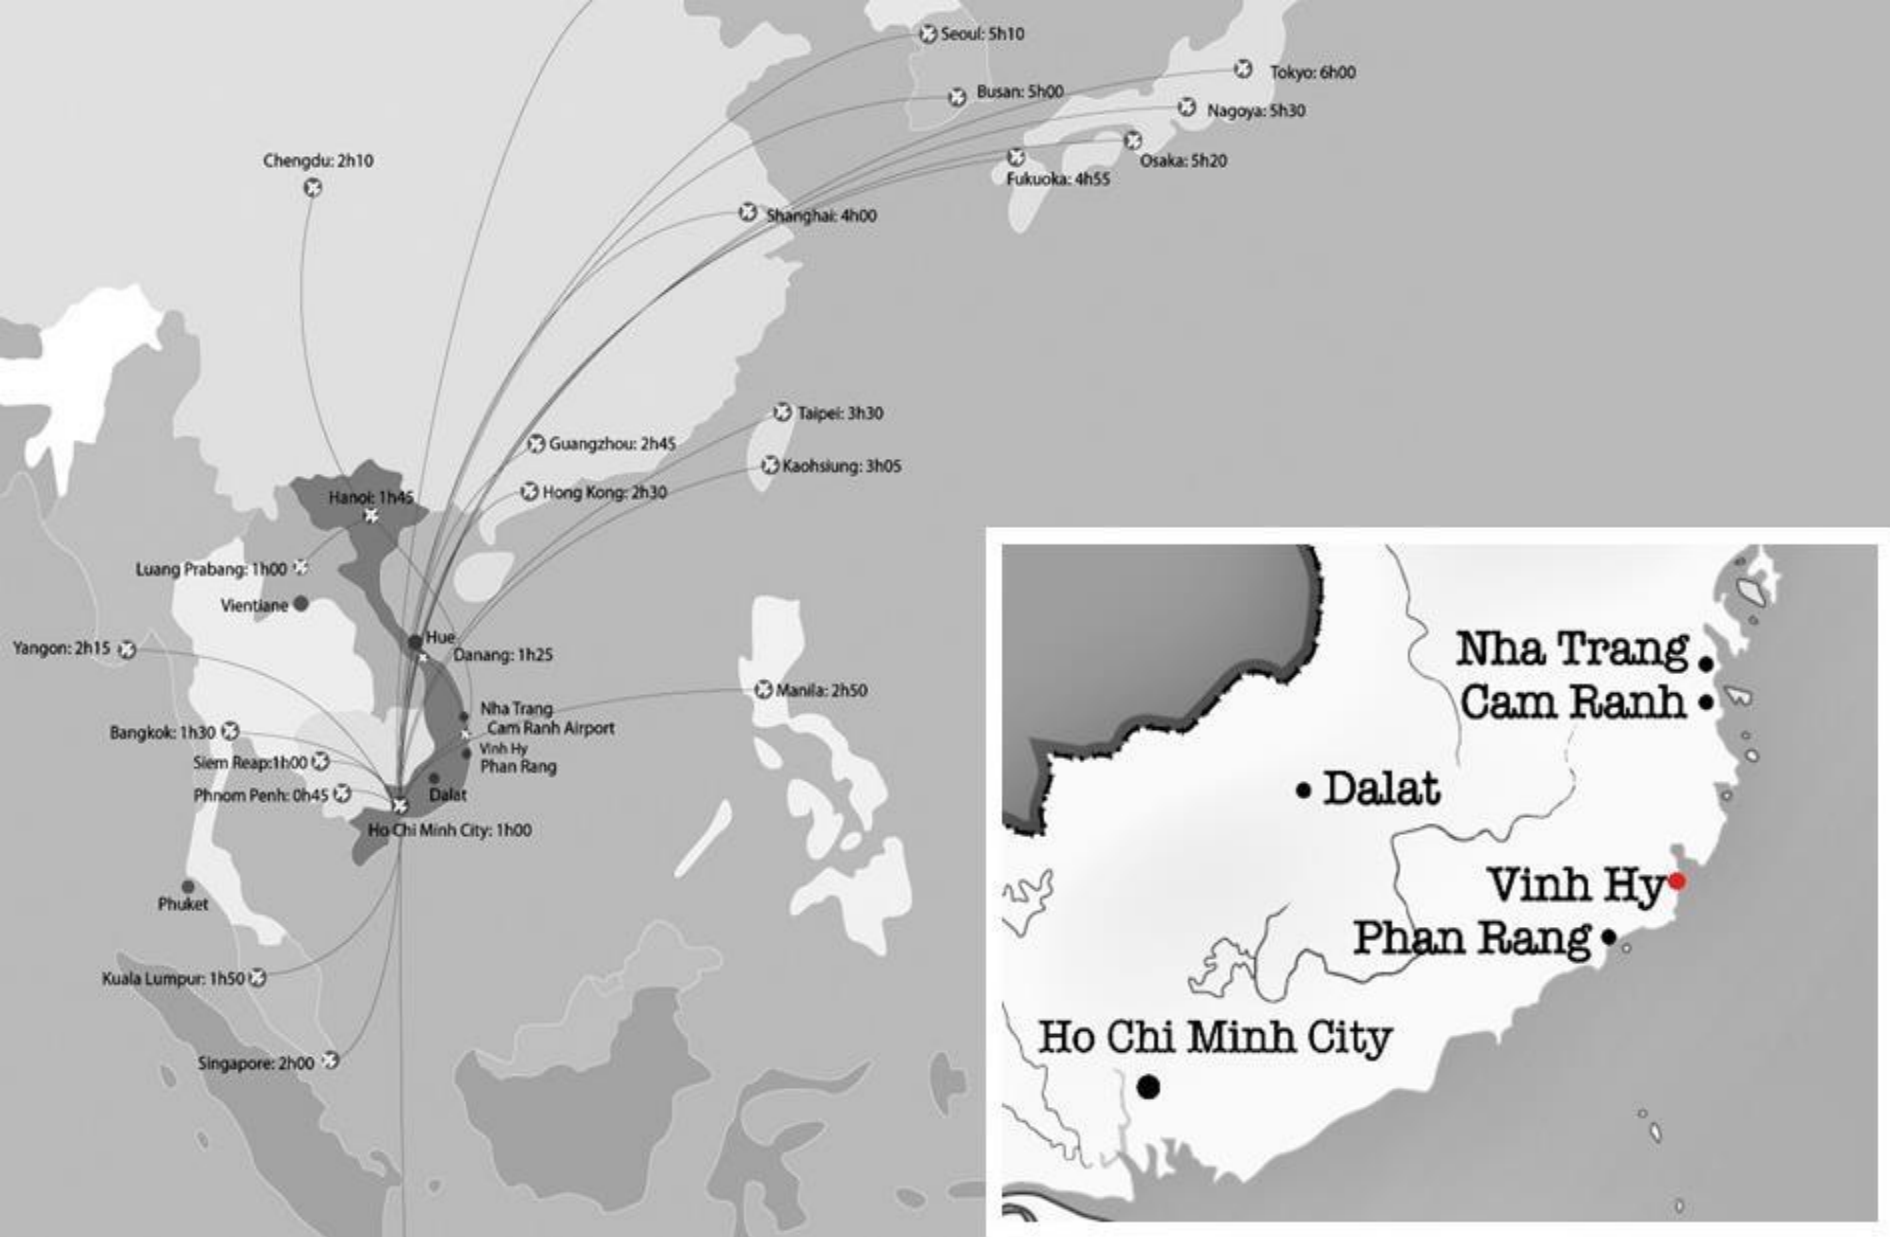 Seoul: 5h10
Tokyo: 6h00
Busan: 5h00
Nagoya: 5h30
Chengdu: 2h10
Osaka: 5h20
Fukuoka: 4h55
Shanghai: 4h00
Taipei: 3h30
Guangzhou: 2h45
Kaohsiung: 3h05
Hong Kong: 2h30
Hanoi: 1h45
Luang Prabang: 1h00
Vientiane
Hue
Yangon: 2h15
Danang: 1h25
Manila: 2h50
Nha Trang
Cam Ranh Airport
Bangkok: 1h30
Vinh Hy
Siem Reap:1h00
Phan Rang
Phnom Penh: 0h45
Dalat
Ho Chi Minh City: 1h00
Phuket
Kuala Lumpur: 1h50
Singapore: 2h00
Nha Trang
Cam Ranh
Dalat
Vinh Hy
Phan Rang
Ho Chi Minh City